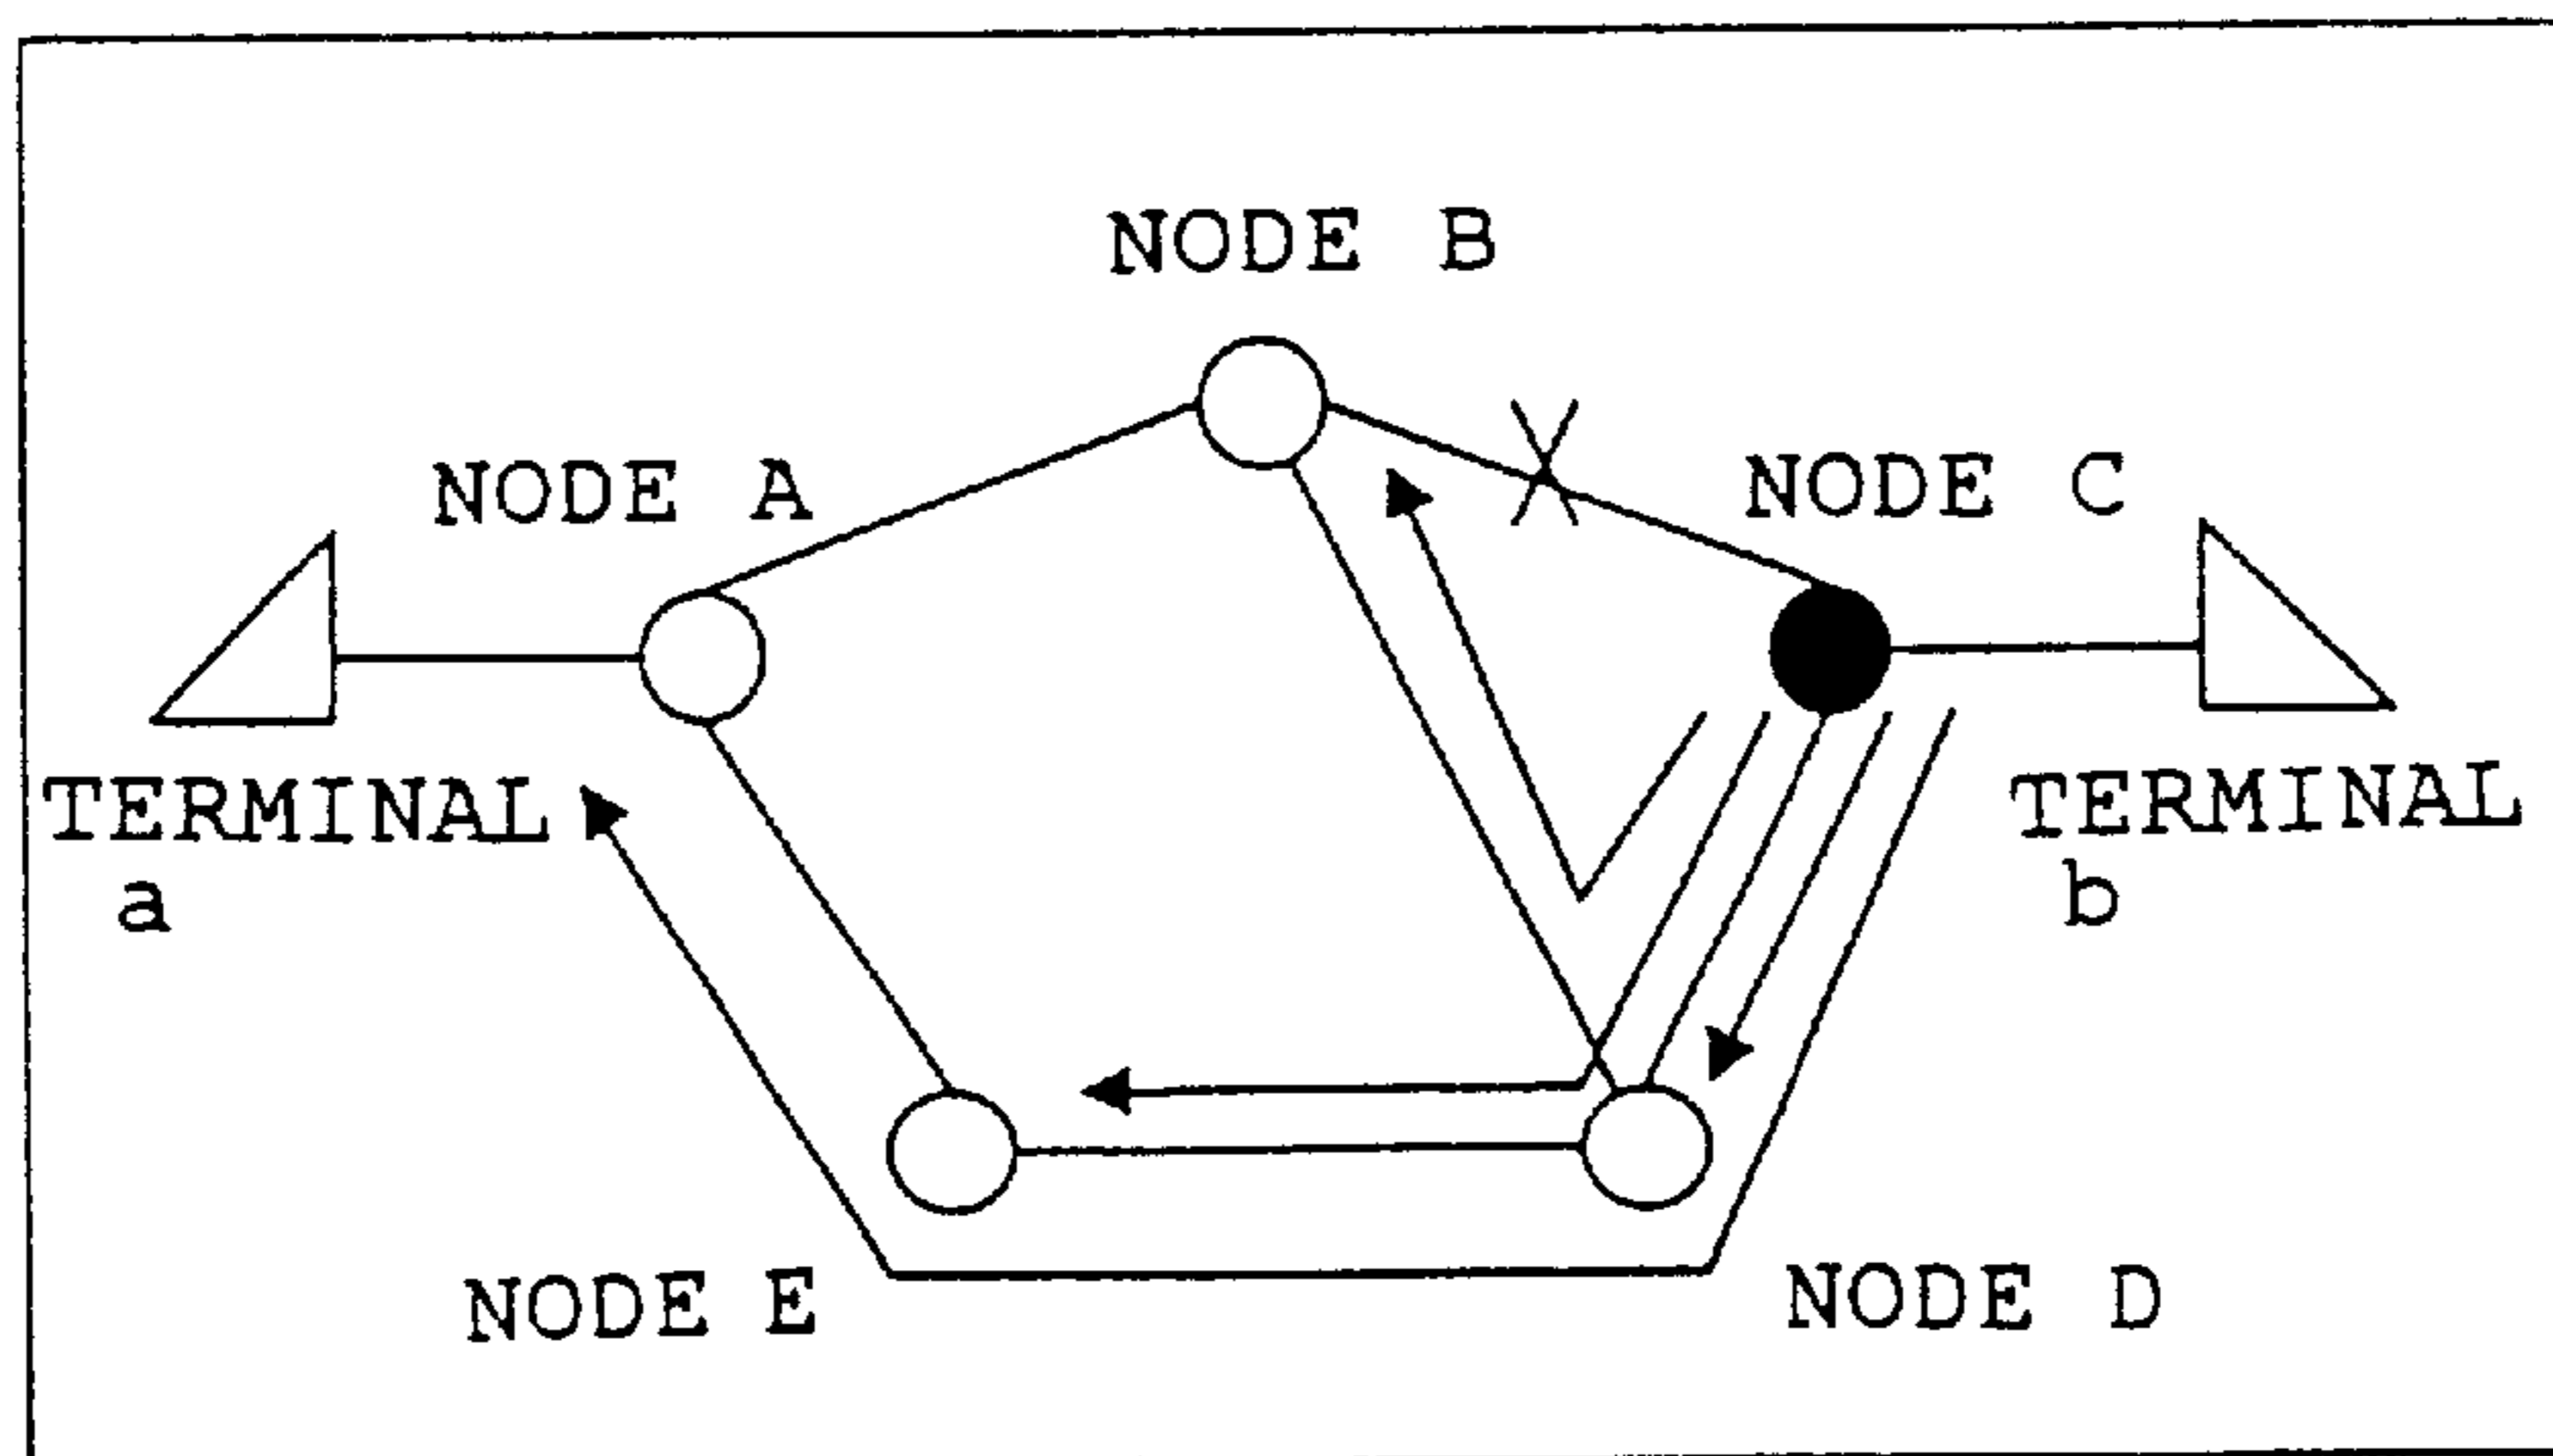 NODE B
NODE A
NODE C
TERMINAL
a
TERMINAL
b
NODE E
NODE D